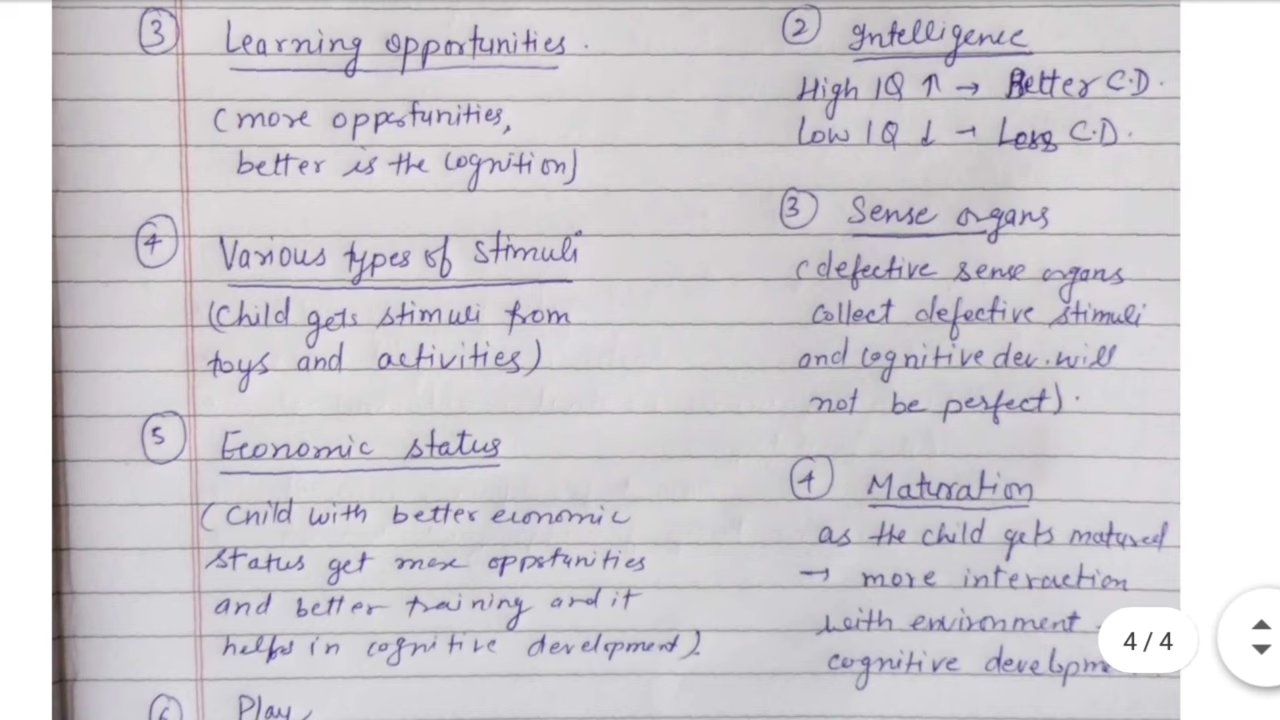 ③ Learning opportunities.
(more opportunities,
better is the cognition)
④ Various types of stimuli
(Child gets stimuli from
toys and activities)
⑤ Economic status
(Child with better economic
status get more oppotunities
and better training and it
helps in cognitive development).
⑥ Play
② Intelligence
High IQ ↑ → Better C.D.
Low IQ ↓ → Less C.D.
③ Sense organs
(defective sense organs
collect defective stimuli
and cognitive dev. will
not be perfect).
④ Maturation
as the child gets matured
→ more interaction
with environment
cognitive developm
4 / 4